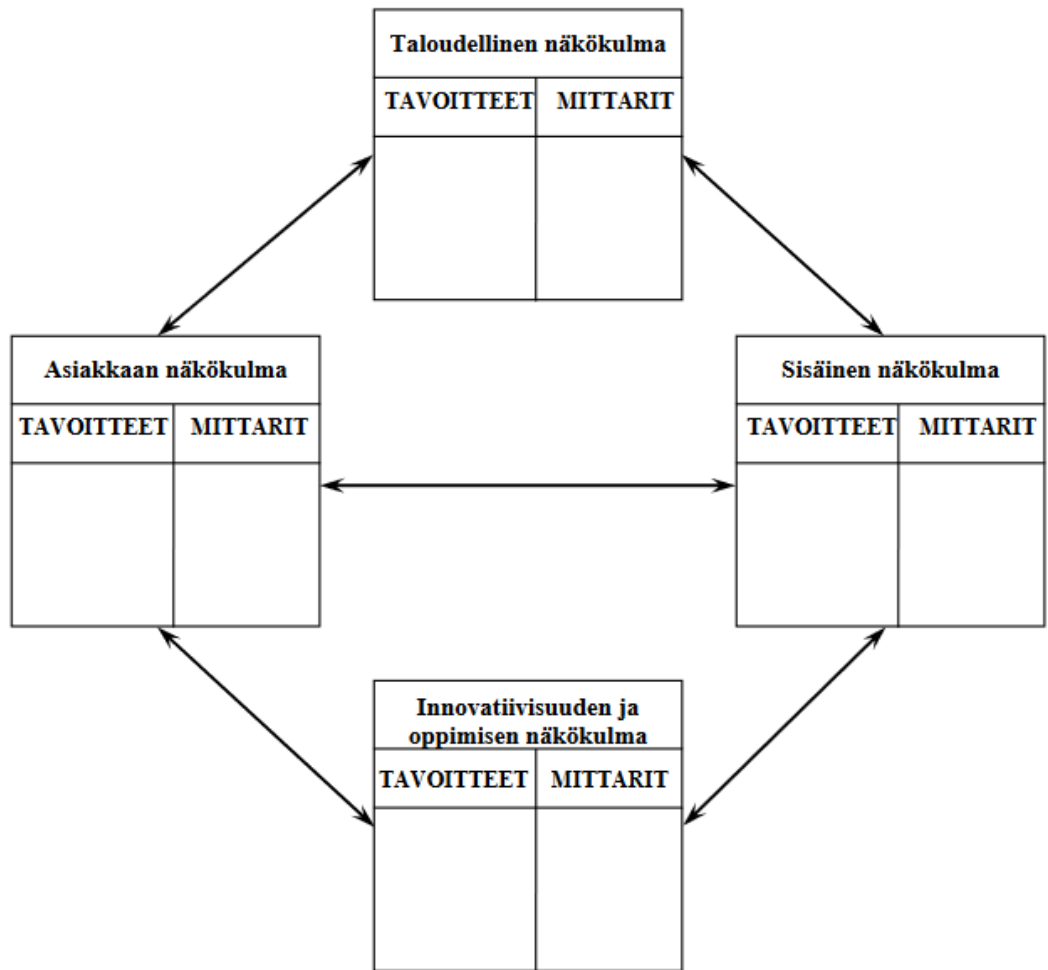 Taloudellinen näkökulma
TAVOITTEET MITTARIT
Asiakkaan näkökulma
TAVOITTEET MITTARIT
Sisäinen näkökulma
TAVOITTEET MITTARIT
Innovatiivisuuden ja
oppimisen näkökulma
TAVOITTEET MITTARIT